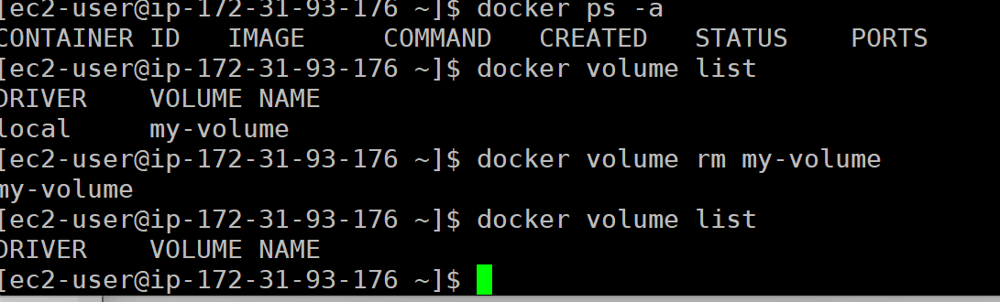 [ec2-user@ip-172-31-93-176 ~]$ docker ps -a
CONTAINER ID   IMAGE     COMMAND   CREATED   STATUS    PORTS
[ec2-user@ip-172-31-93-176 ~]$ docker volume list
DRIVER    VOLUME NAME
local     my-volume
[ec2-user@ip-172-31-93-176 ~]$ docker volume rm my-volume
my-volume
[ec2-user@ip-172-31-93-176 ~]$ docker volume list
DRIVER    VOLUME NAME
[ec2-user@ip-172-31-93-176 ~]$